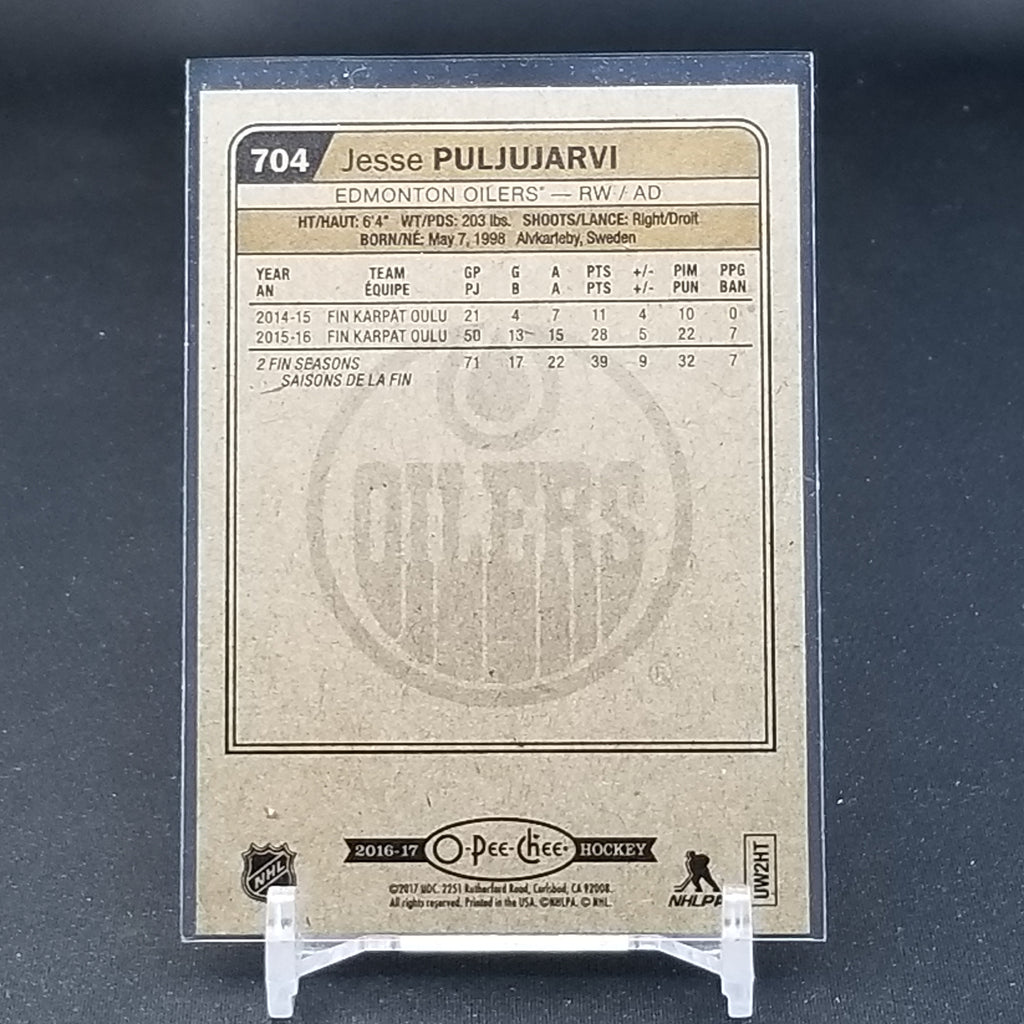 704 Jesse PULJUJARVI
EDMONTON OILERS® — RW / AD
HT/HAUT: 6'4" WT/PDS: 203 lbs. SHOOTS/LANCE: Right/Droit
BORN/NÉ: May 7, 1998 Alvkarleby, Sweden
YEAR TEAM GP G A PTS +/- PIM PPG
AN ÉQUIPE PJ B A PTS +/- PUN BAN
2014-15 FIN KARPAT OULU 21 4 7 11 4 10 0
2015-16 FIN KARPAT OULU 50 13 15 28 5 22 7
2 FIN SEASONS 71 17 22 39 9 32 7
SAISONS DE LA FIN
OILERS
®
2016-17 O-Pee-Chee® HOCKEY
NHL
©2017 UDC. 2251 Rutherford Road, Carlsbad, CA 92008.
All rights reserved. Printed in the USA. ©NHLPA. © NHL.
NHLPA
UW2HT